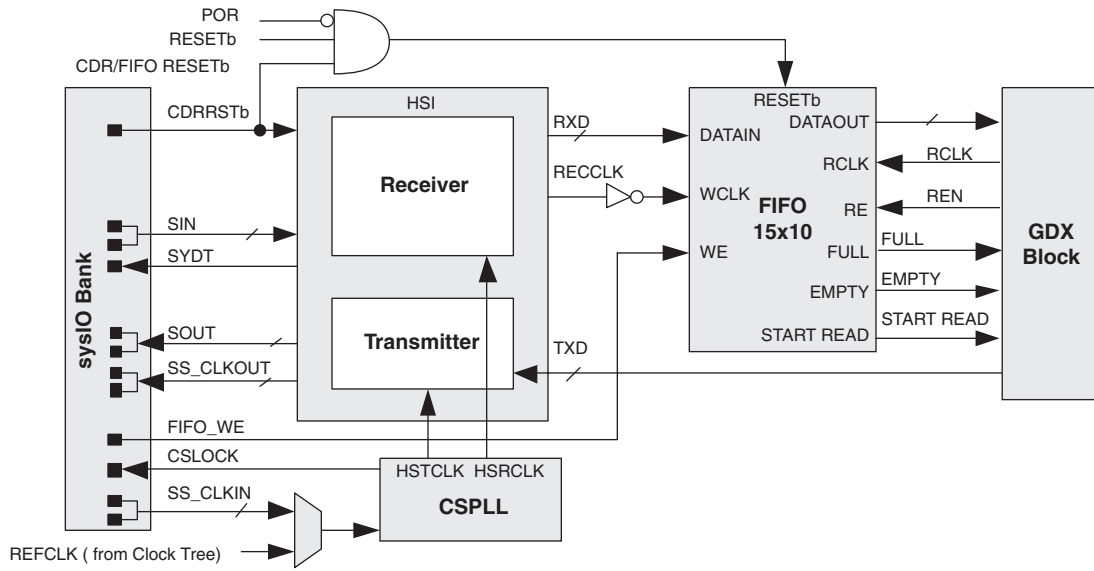 POR
RESETb
CDR/FIFO RESETb
CDRRSTb
HSI
RESETb
RXD
DATAIN
DATAOUT
Receiver
RECCLK
WCLK
RCLK
RCLK
FIFO
15x10
RE
REN
GDX
Block
SIN
SYDT
WE
FULL
FULL
EMPTY
EMPTY
sysIO Bank
SOUT
Transmitter
TXD
START READ
START READ
SS_CLKOUT
FIFO_WE
CSLOCK
HSTCLK
HSRCLK
CSPLL
SS_CLKIN
REFCLK ( from Clock Tree)